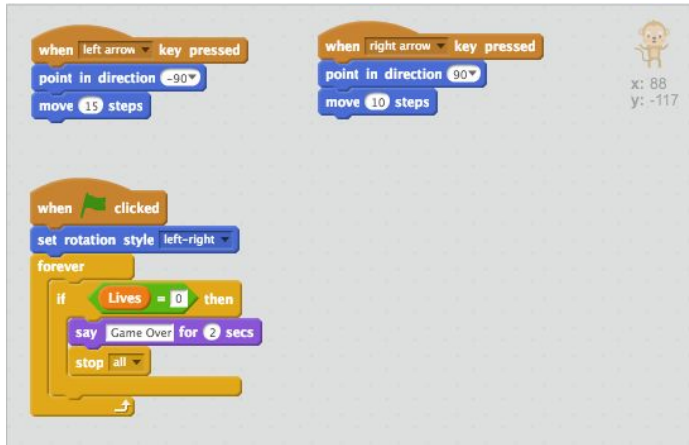 when left arrow key pressed
point in direction -90
move 15 steps
when right arrow key pressed
point in direction 90
move 10 steps
x: 88
y: -117
when clicked
set rotation style left-right
forever
if Lives = 0 then
say Game Over for 2 secs
stop all